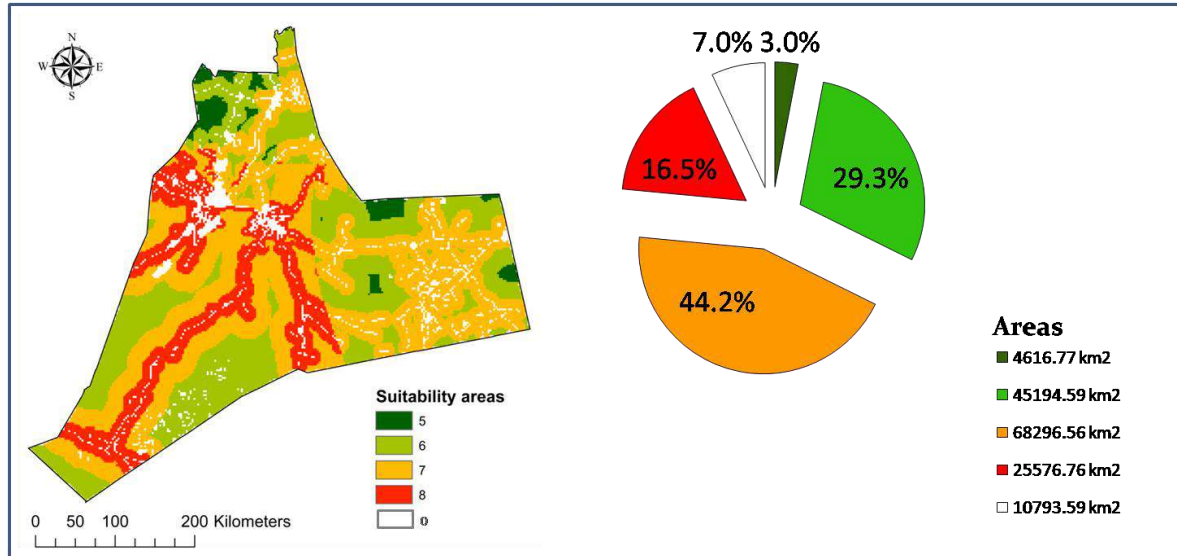 N
W E
S
Suitability areas
5
6
7
8
0
0 50 100 200 Kilometers
7.0% 3.0%
29.3%
16.5%
44.2%
Areas
4616.77 km2
45194.59 km2
68296.56 km2
25576.76 km2
10793.59 km2